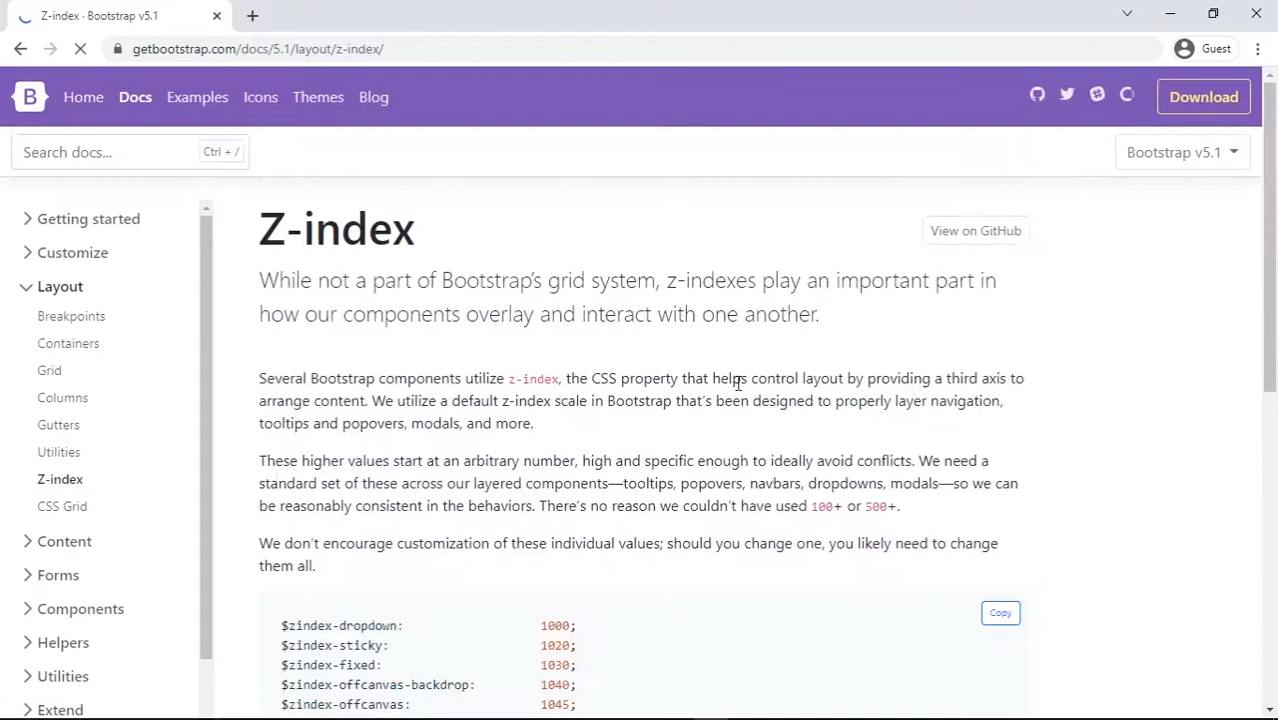 Z-index · Bootstrap v5.1
getbootstrap.com/docs/5.1/layout/z-index/
Guest
B
Home
Docs
Examples
Icons
Themes
Blog
Download
Search docs...
Ctrl + /
Bootstrap v5.1
Getting started
Customize
Layout
Breakpoints
Containers
Grid
Columns
Gutters
Utilities
Z-index
CSS Grid
Content
Forms
Components
Helpers
Utilities
Extend
Z-index
View on GitHub
While not a part of Bootstrap's grid system, z-indexes play an important part in
how our components overlay and interact with one another.
Several Bootstrap components utilize z-index, the CSS property that helps control layout by providing a third axis to
arrange content. We utilize a default z-index scale in Bootstrap that's been designed to properly layer navigation,
tooltips and popovers, modals, and more.
These higher values start at an arbitrary number, high and specific enough to ideally avoid conflicts. We need a
standard set of these across our layered components—tooltips, popovers, navbars, dropdowns, modals—so we can
be reasonably consistent in the behaviors. There's no reason we couldn't have used 100+ or 500+.
We don't encourage customization of these individual values; should you change one, you likely need to change
them all.
Copy
$zindex-dropdown: 1000;
$zindex-sticky: 1020;
$zindex-fixed: 1030;
$zindex-offcanvas-backdrop: 1040;
$zindex-offcanvas: 1045;